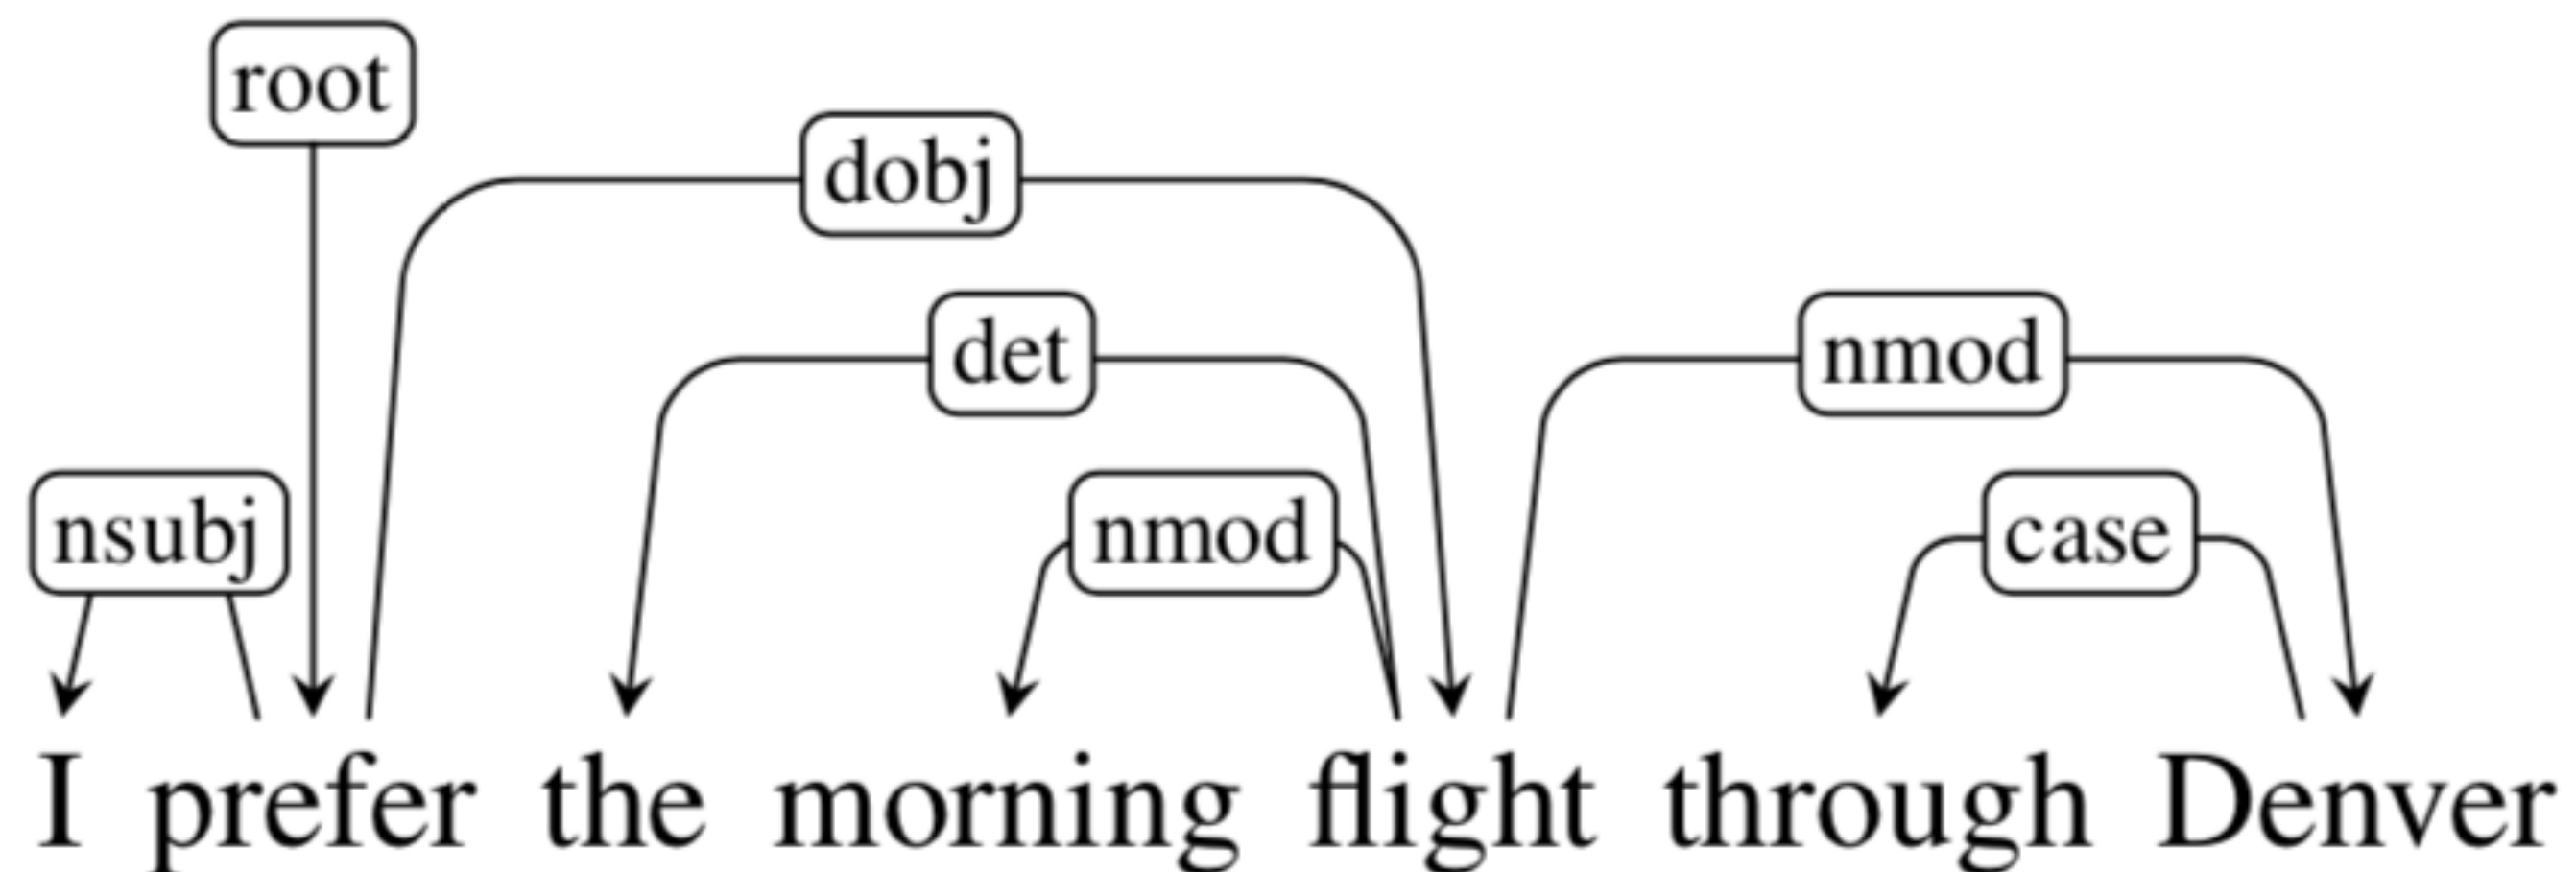 root
dobj
det
nmod
nsubj
nmod
case
I prefer the morning flight through Denver